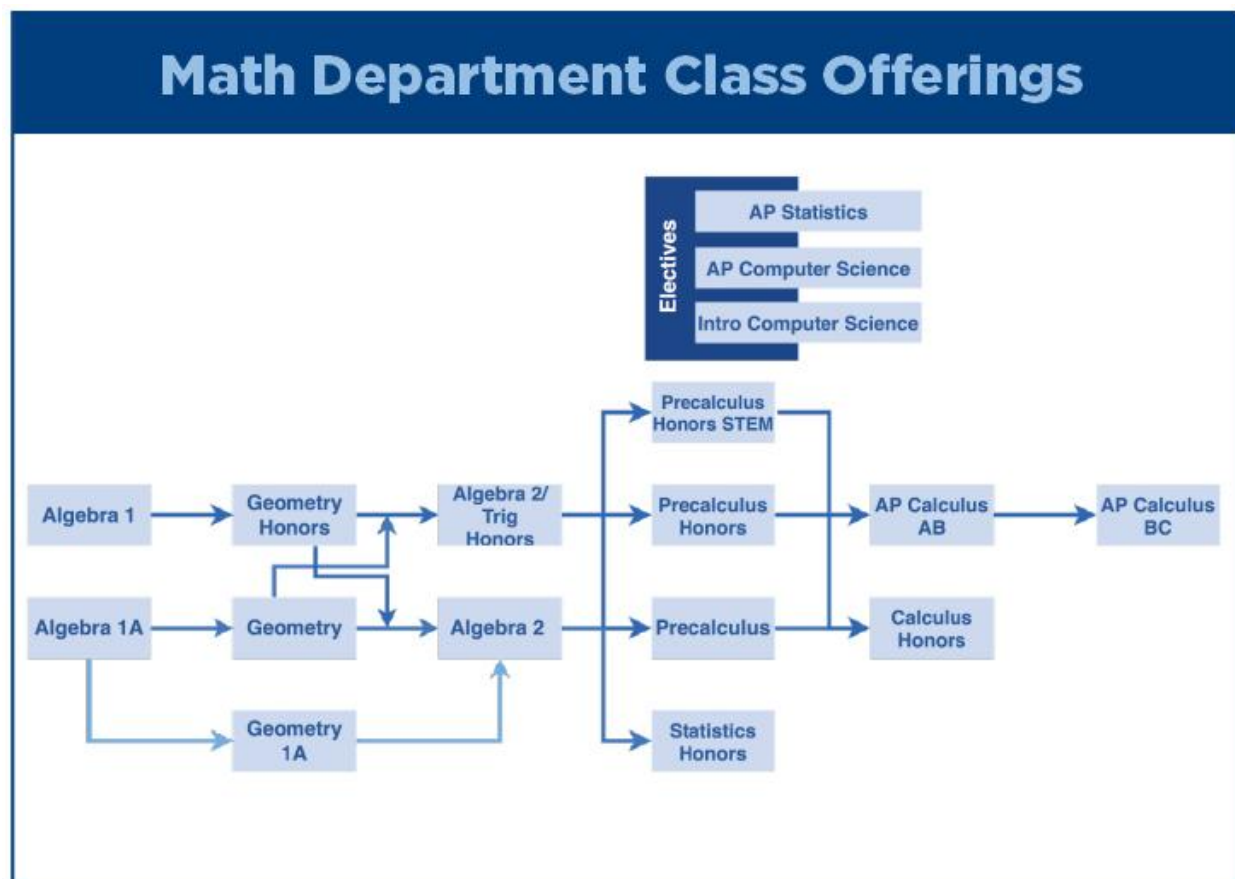 Math Department Class Offerings
Electives
AP Statistics
AP Computer Science
Intro Computer Science
Precalculus
Honors STEM
Algebra 1
Geometry
Honors
Algebra 2/
Trig
Honors
Precalculus
Honors
AP Calculus
AB
AP Calculus
BC
Algebra 1A
Geometry
Algebra 2
Precalculus
Calculus
Honors
Geometry
1A
Statistics
Honors